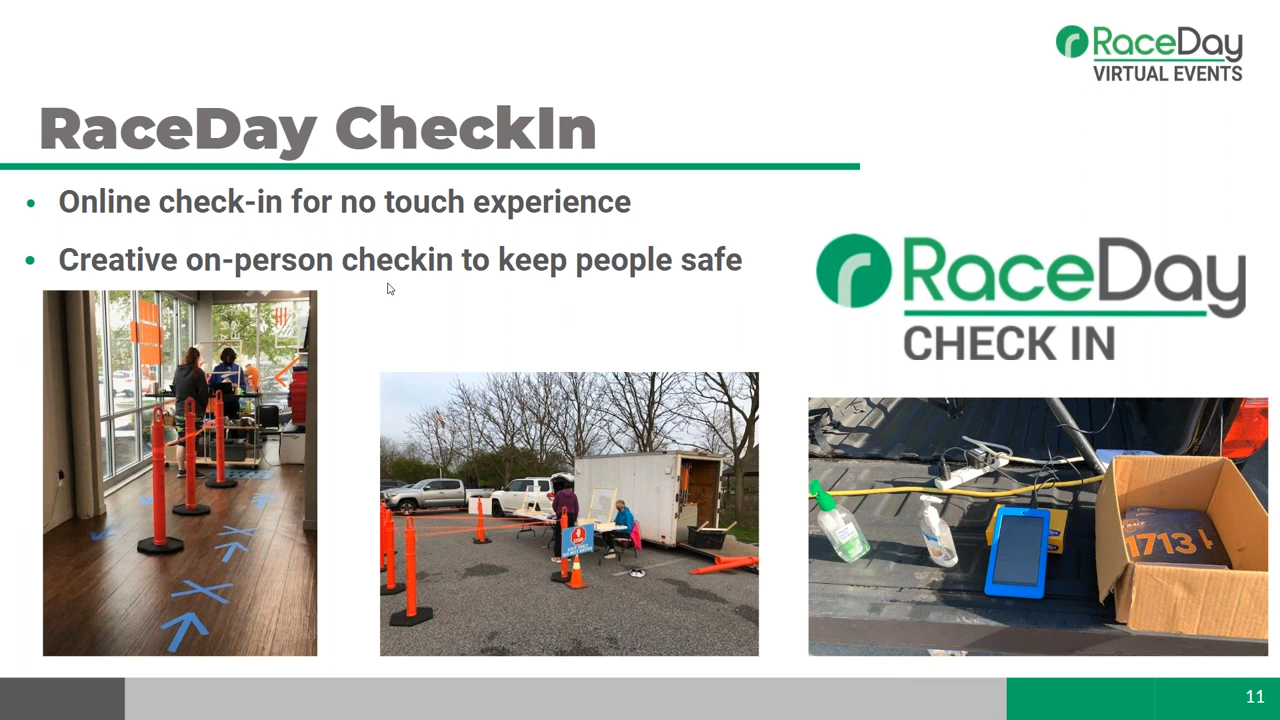 RaceDay
VIRTUAL EVENTS
RaceDay CheckIn
• Online check-in for no touch experience
• Creative on-person checkin to keep people safe
RaceDay
CHECK IN
STOP
1713
11